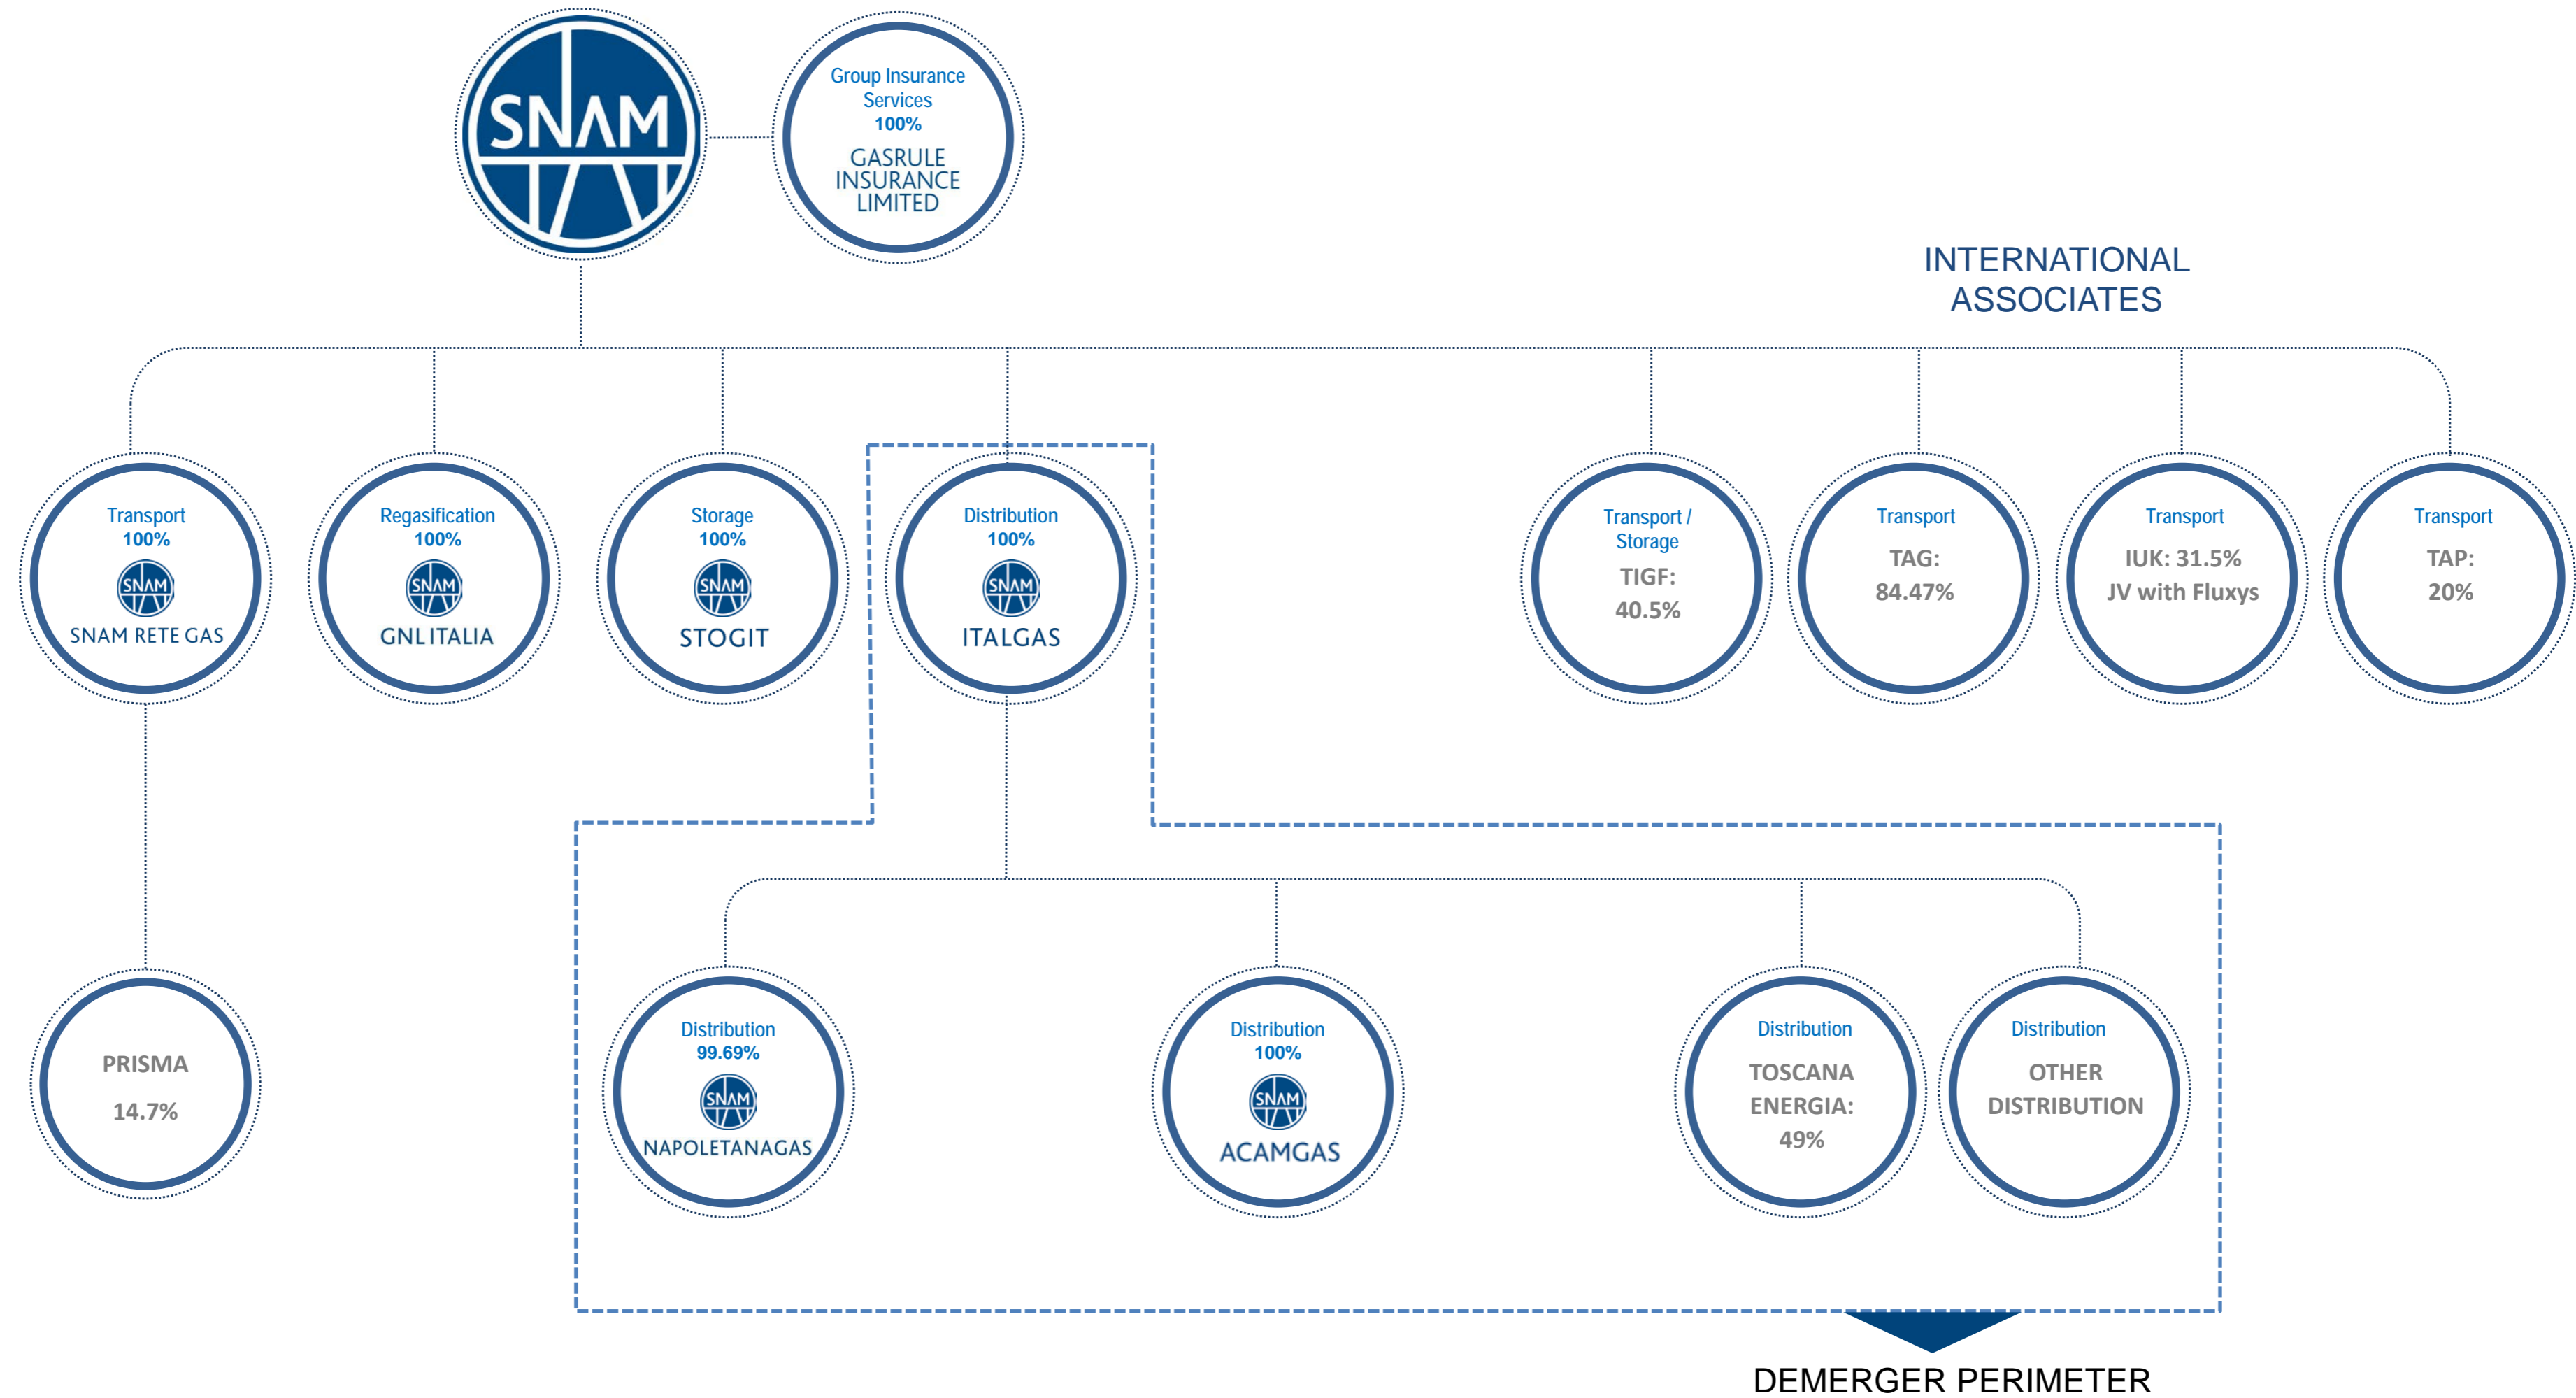 SNAM
Group Insurance
Services
100%
GASRULE
INSURANCE
LIMITED
INTERNATIONAL
ASSOCIATES
Transport
100%
SNAM
SNAM RETE GAS
Regasification
100%
SNAM
GNL ITALIA
Storage
100%
SNAM
STOGIT
Distribution
100%
SNAM
ITALGAS
Transport /
Storage
TIGF:
40.5%
Transport
TAG:
84.47%
Transport
IUK: 31.5%
JV with Fluxys
Transport
TAP:
20%
PRISMA
14.7%
Distribution
99.69%
SNAM
NAPOLETANAGAS
Distribution
100%
SNAM
ACAMGAS
Distribution
TOSCANA
ENERGIA:
49%
Distribution
OTHER
DISTRIBUTION
DEMERGER PERIMETER